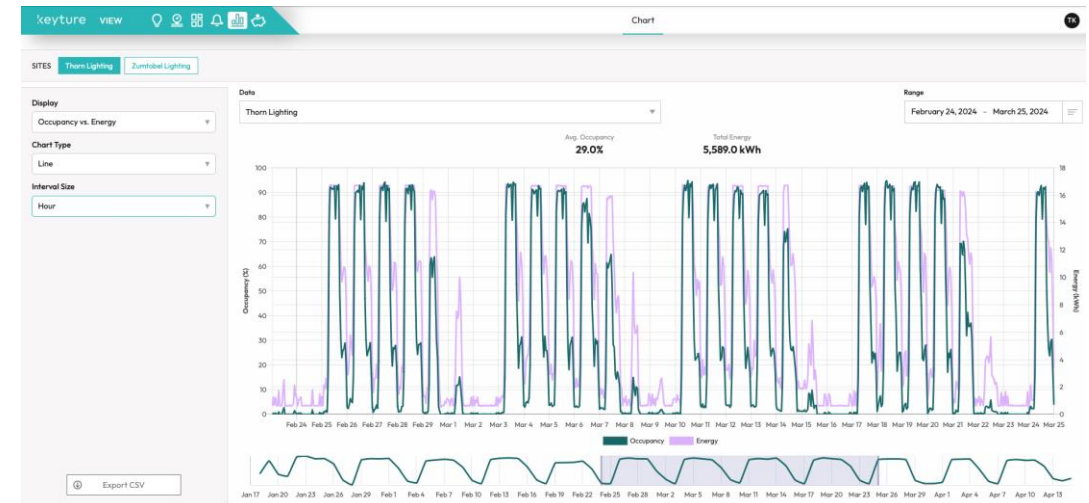 keyture VIEW
Chart
TK
SITES Thorn Lighting Zumtobel Lighting
Display
Occupancy vs. Energy
Chart Type
Line
Interval Size
Hour
Export CSV
Data
Thorn Lighting
Range
February 24, 2024 - March 25, 2024
Avg. Occupancy
29.0%
Total Energy
5,589.0 kWh
Occupancy (%)
100
90
80
70
60
50
40
30
20
10
0
18
16
14
12
10
8
6
4
2
0
Energy (kWh)
Feb 24 Feb 25 Feb 26 Feb 27 Feb 28 Feb 29 Mar 1 Mar 2 Mar 3 Mar 4 Mar 5 Mar 6 Mar 7 Mar 8 Mar 9 Mar 10 Mar 11 Mar 12 Mar 13 Mar 14 Mar 15 Mar 16 Mar 17 Mar 18 Mar 19 Mar 20 Mar 21 Mar 22 Mar 23 Mar 24 Mar 25
Occupancy Energy
Jan 17 Jan 20 Jan 23 Jan 26 Jan 29 Feb 1 Feb 4 Feb 7 Feb 10 Feb 13 Feb 16 Feb 19 Feb 22 Feb 25 Feb 28 Mar 2 Mar 5 Mar 8 Mar 11 Mar 14 Mar 17 Mar 20 Mar 23 Mar 26 Mar 29 Apr 1 Apr 4 Apr 7 Apr 10 Apr 13